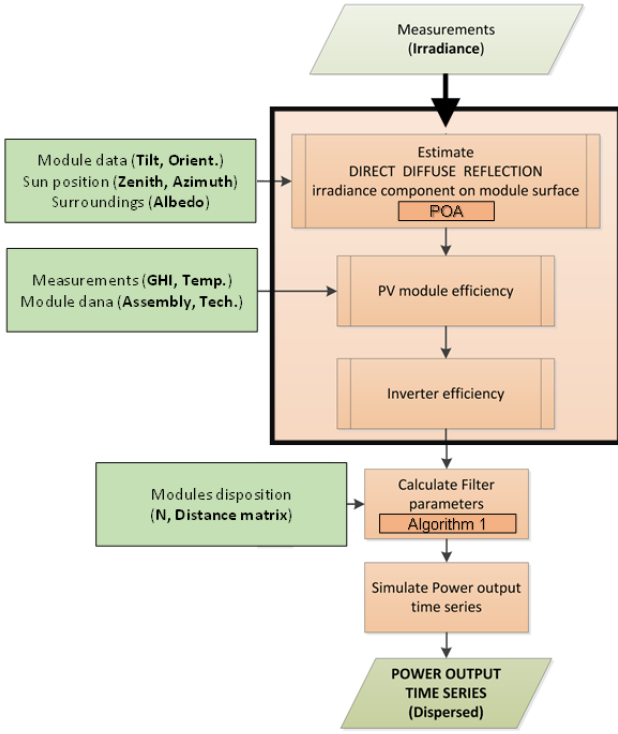 Measurements
(Irradiance)
Module data (Tilt, Orient.)
Sun position (Zenith, Azimuth)
Surroundings (Albedo)
Estimate
DIRECT DIFFUSE REFLECTION
irradiance component on module surface
POA
Measurements (GHI, Temp.)
Module dana (Assembly, Tech.)
PV module efficiency
Inverter efficiency
Modules disposition
(N, Distance matrix)
Calculate Filter
parameters
Algorithm 1
Simulate Power output
time series
POWER OUTPUT
TIME SERIES
(Dispersed)